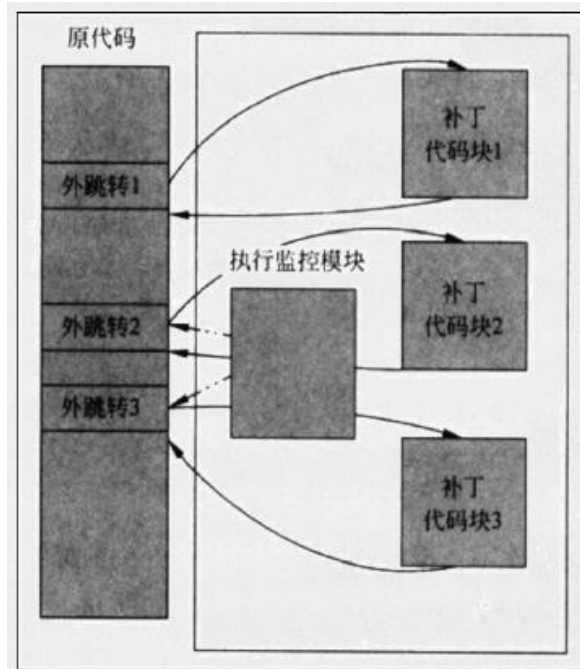 原代码
外跳转1
外跳转2
外跳转3
补丁
代码块1
执行监控模块
补丁
代码块2
补丁
代码块3